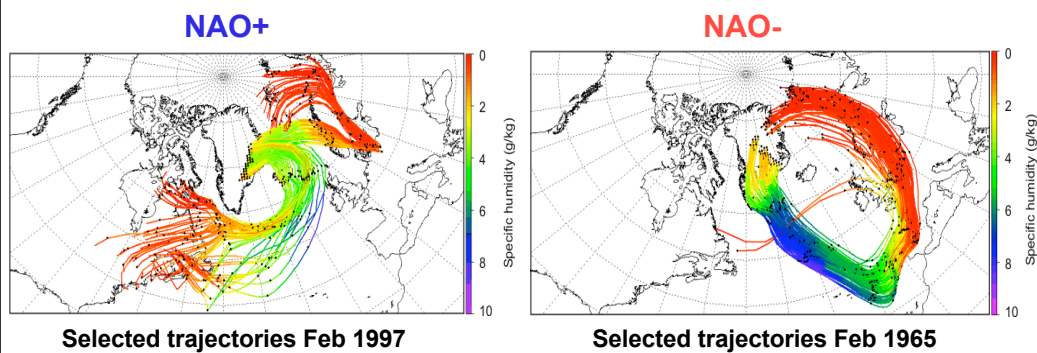 NAO+
NAO-
0
2
4
6
8
10
Specific humidity (g/kg)
0
2
4
6
8
10
Specific humidity (g/kg)
Selected trajectories Feb 1997
Selected trajectories Feb 1965